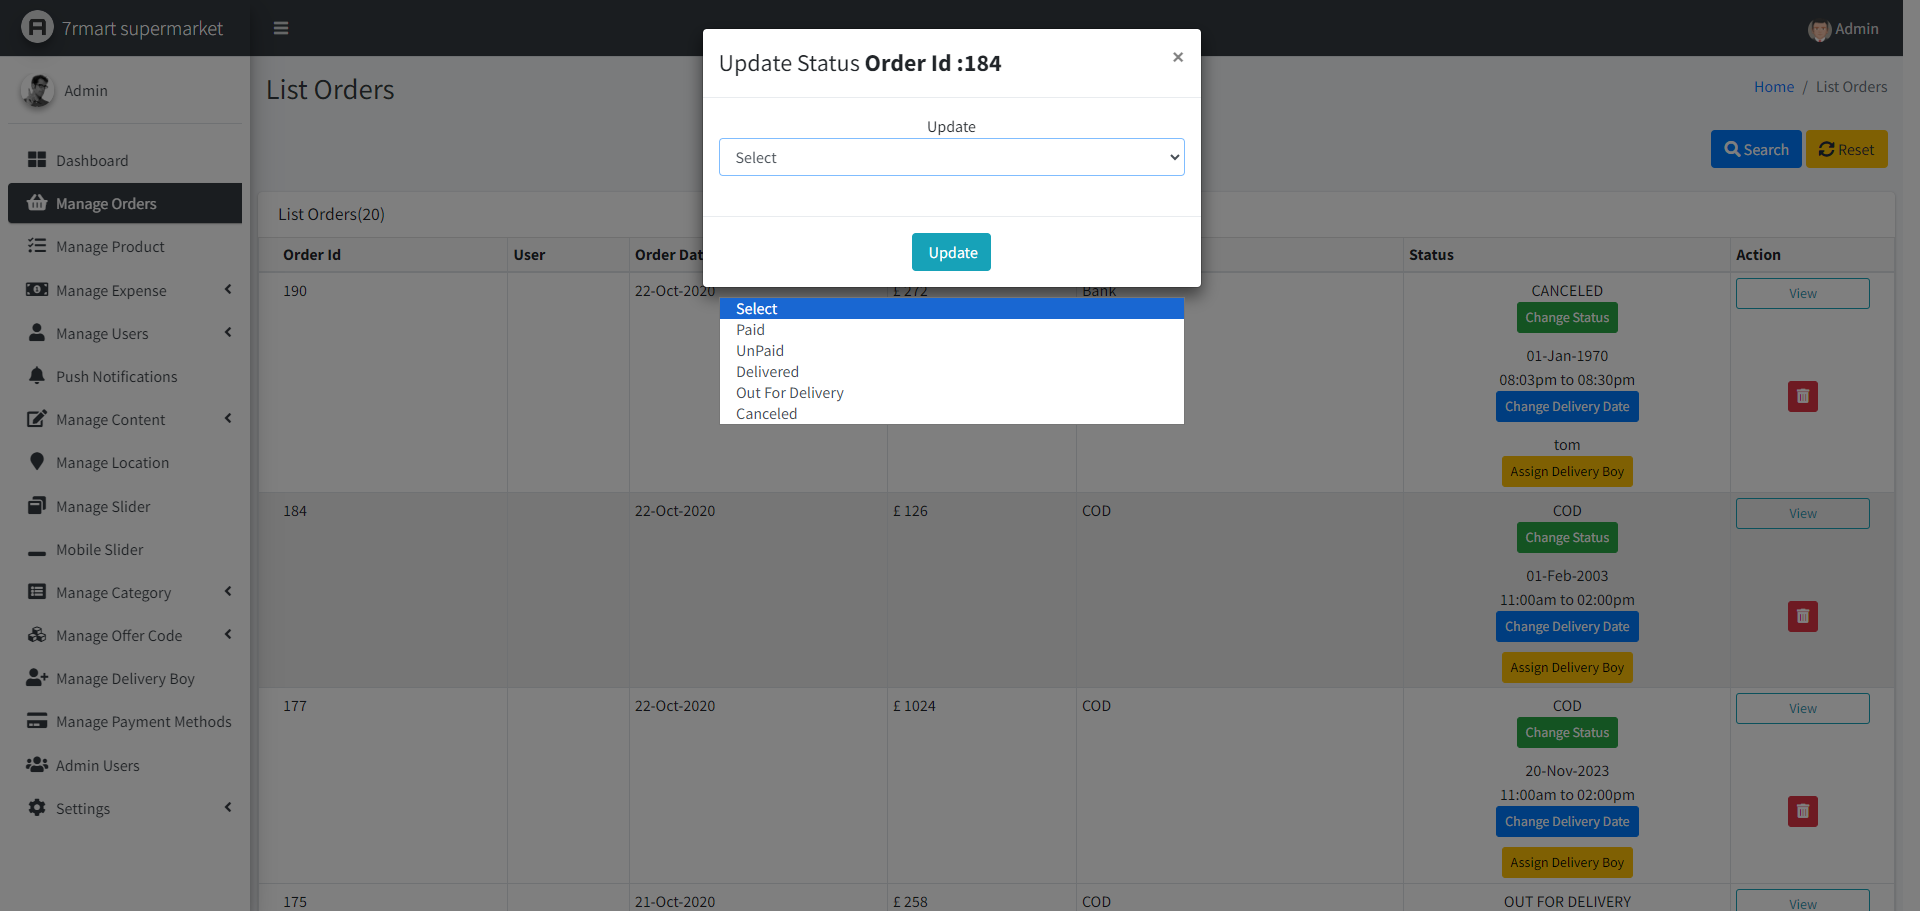 7rmart supermarket
Admin
Admin
Dashboard
Manage Orders
Manage Product
Manage Expense
Manage Users
Push Notifications
Manage Content
Manage Location
Manage Slider
Mobile Slider
Manage Category
Manage Offer Code
Manage Delivery Boy
Manage Payment Methods
Admin Users
Settings
List Orders
Home / List Orders
Search
Reset
Update Status Order Id :184
×
Update
Select
Update
Select
Paid
UnPaid
Delivered
Out For Delivery
Canceled
List Orders(20)
Order Id User Order Dat Status Action
190 22-Oct-2020 £ 272 Bank CANCELED View
Change Status
01-Jan-1970
08:03pm to 08:30pm
Change Delivery Date
tom
Assign Delivery Boy
184 22-Oct-2020 £ 126 COD COD View
Change Status
01-Feb-2003
11:00am to 02:00pm
Change Delivery Date
Assign Delivery Boy
177 22-Oct-2020 £ 1024 COD COD View
Change Status
20-Nov-2023
11:00am to 02:00pm
Change Delivery Date
Assign Delivery Boy
175 21-Oct-2020 £ 258 COD OUT FOR DELIVERY View